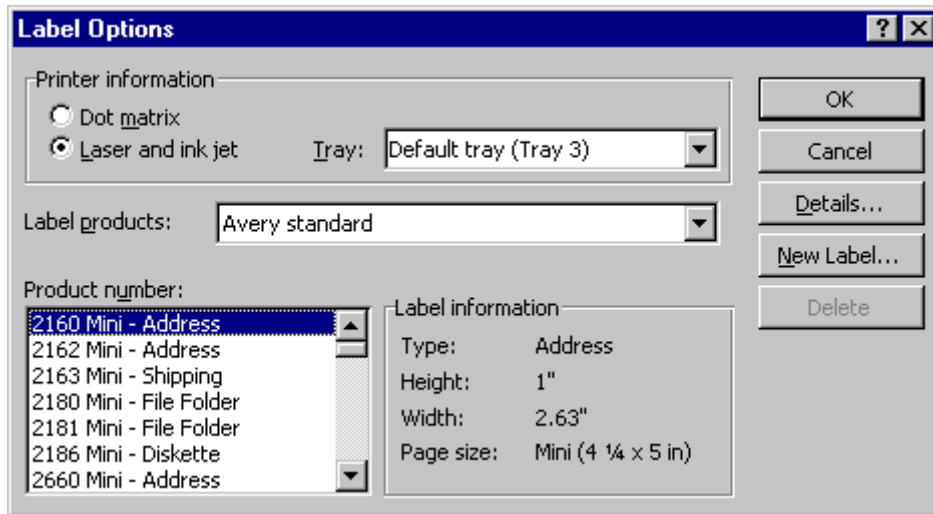 Label Options
Printer information
Dot matrix
Laser and ink jet
Tray:
Default tray (Tray 3)
OK
Cancel
Details...
New Label...
Delete
Label products:
Avery standard
Product number:
2160 Mini - Address
2162 Mini - Address
2163 Mini - Shipping
2180 Mini - File Folder
2181 Mini - File Folder
2186 Mini - Diskette
2660 Mini - Address
Label information
Type: Address
Height: 1"
Width: 2.63"
Page size: Mini (4 ¼ x 5 in)